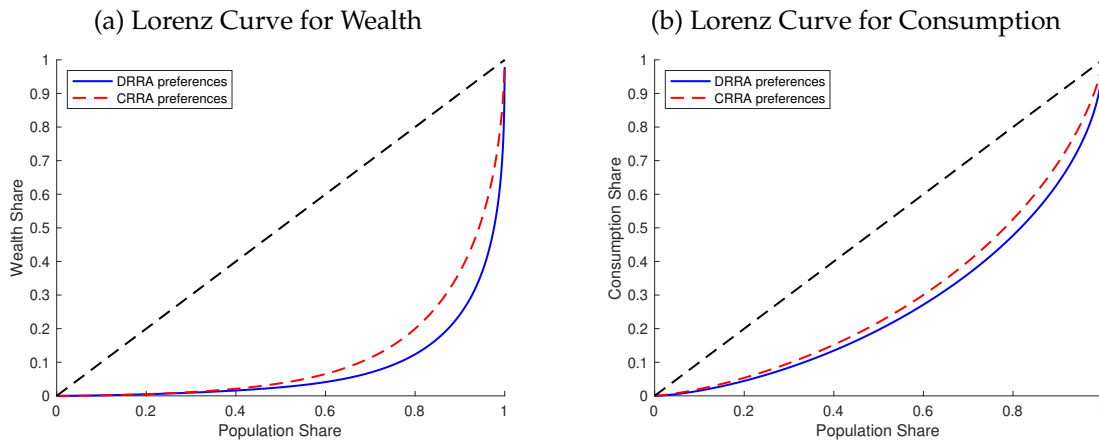 (a) Lorenz Curve for Wealth
1
0.9
0.8
0.7
0.6
0.5
0.4
0.3
0.2
0.1
0
Wealth Share
DRRA preferences
CRRA preferences
0 0.2 0.4 0.6 0.8 1
Population Share
(b) Lorenz Curve for Consumption
1
0.9
0.8
0.7
0.6
0.5
0.4
0.3
0.2
0.1
0
Consumption Share
DRRA preferences
CRRA preferences
0 0.2 0.4 0.6 0.8
Population Share